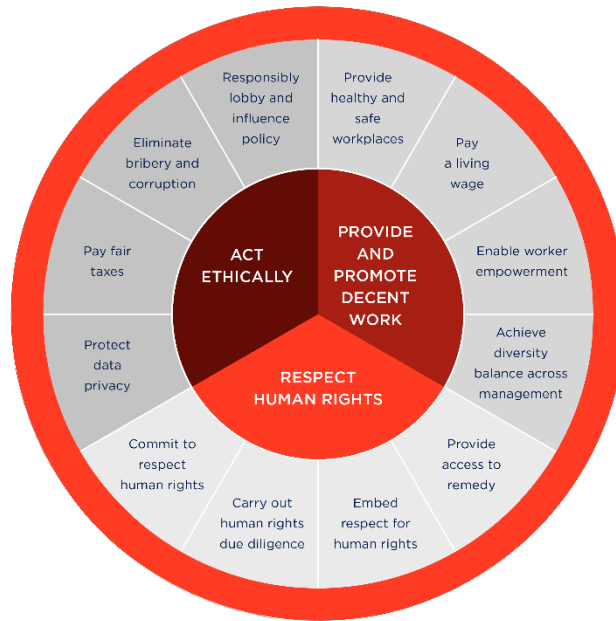 Responsibly
lobby and
influence
policy
Provide
healthy and
safe
workplaces
Pay
a living
wage
Enable worker
empowerment
Achieve
diversity
balance across
management
Provide
access to
remedy
Embed
respect for
human rights
Carry out
human rights
due diligence
Commit to
respect
human rights
Protect
data
privacy
Pay fair
taxes
Eliminate
bribery and
corruption
ACT
ETHICALLY
PROVIDE
AND
PROMOTE
DECENT
WORK
RESPECT
HUMAN RIGHTS